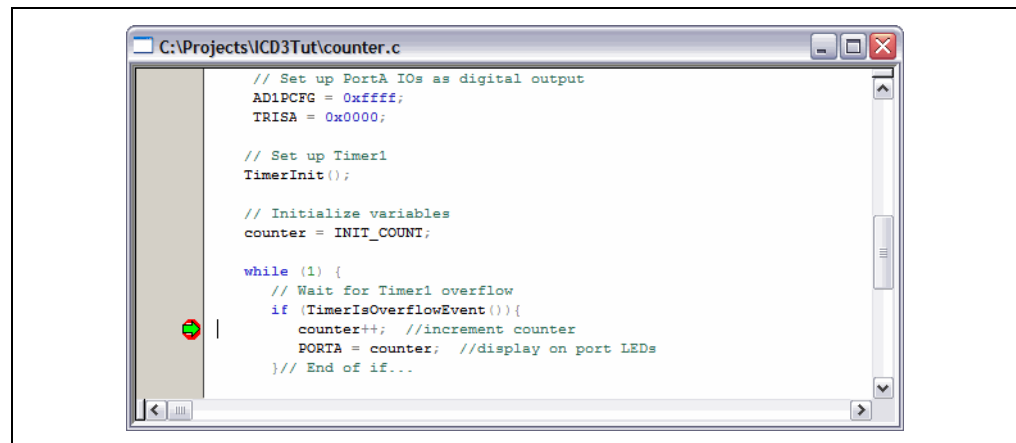 C:\Projects\ICD3Tut\counter.c
// Set up PortA IOs as digital output
AD1PCFG = 0xffff;
TRISA = 0x0000;
// Set up Timer1
TimerInit();
// Initialize variables
counter = INIT_COUNT;
while (1) {
// Wait for Timer1 overflow
if (TimerIsOverflowEvent()){
counter++;  //increment counter
PORTA = counter;  //display on port LEDs
}// End of if...